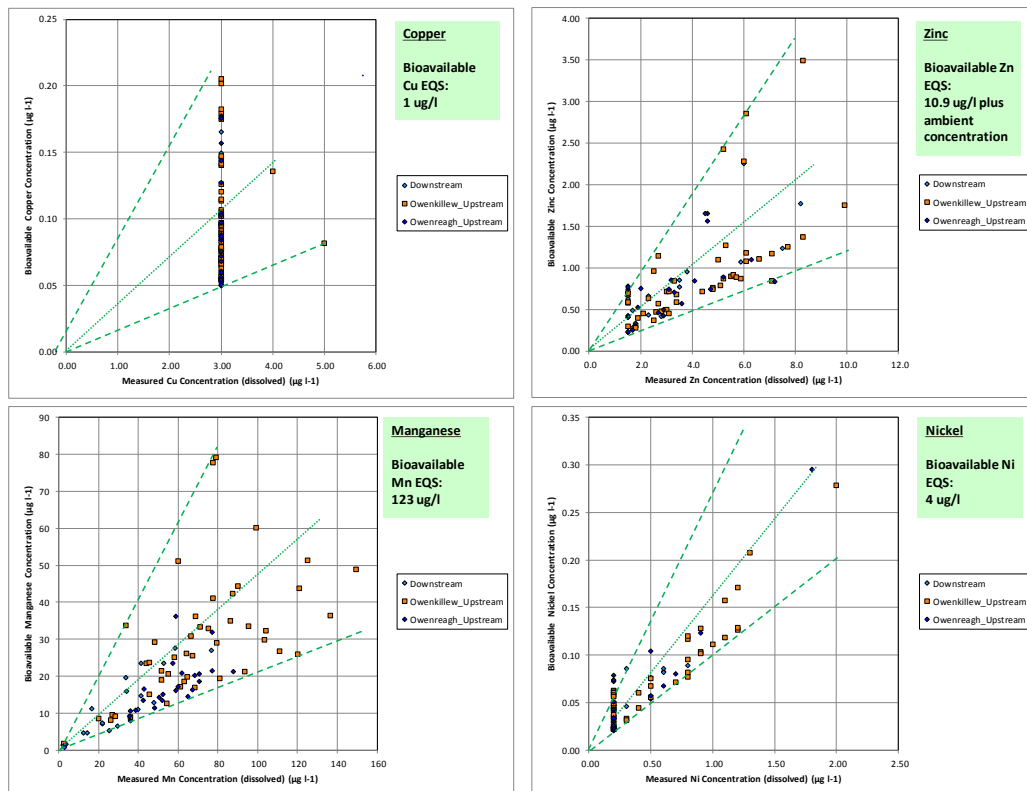 0.25
0.20
0.15
0.10
0.05
0.00
Bioavailable Copper Concentration (µg l-1)
0.00 1.00 2.00 3.00 4.00 5.00 6.00
Measured Cu Concentration (dissolved) (µg l-1)
Copper
Bioavailable
Cu EQS:
1 ug/l
Downstream
Owenkillew_Upstream
Owenreagh_Upstream
4.00
3.50
3.00
2.50
2.00
1.50
1.00
0.50
0.00
Bioavailable Zinc Concentration (µg l-1)
0.0 2.0 4.0 6.0 8.0 10.0 12.0
Measured Zn Concentration (dissolved) (µg l-1)
Zinc
Bioavailable Zn
EQS:
10.9 ug/l plus
ambient
concentration
Downstream
Owenkillew_Upstream
Owenreagh_Upstream
90
80
70
60
50
40
30
20
10
0
Bioavailable Manganese Concentration (µg l-1)
0 20 40 60 80 100 120 140 160
Measured Mn Concentration (dissolved) (µg l-1)
Manganese
Bioavailable
Mn EQS:
123 ug/l
Downstream
Owenkillew_Upstream
Owenreagh_Upstream
0.35
0.30
0.25
0.20
0.15
0.10
0.05
0.00
Bioavailable Nickel Concentration (µg l-1)
0.00 0.50 1.00 1.50 2.00 2.50
Measured Ni Concentration (dissolved) (µg l-1)
Nickel
Bioavailable Ni
EQS:
4 ug/l
Downstream
Owenkillew_Upstream
Owenreagh_Upstream